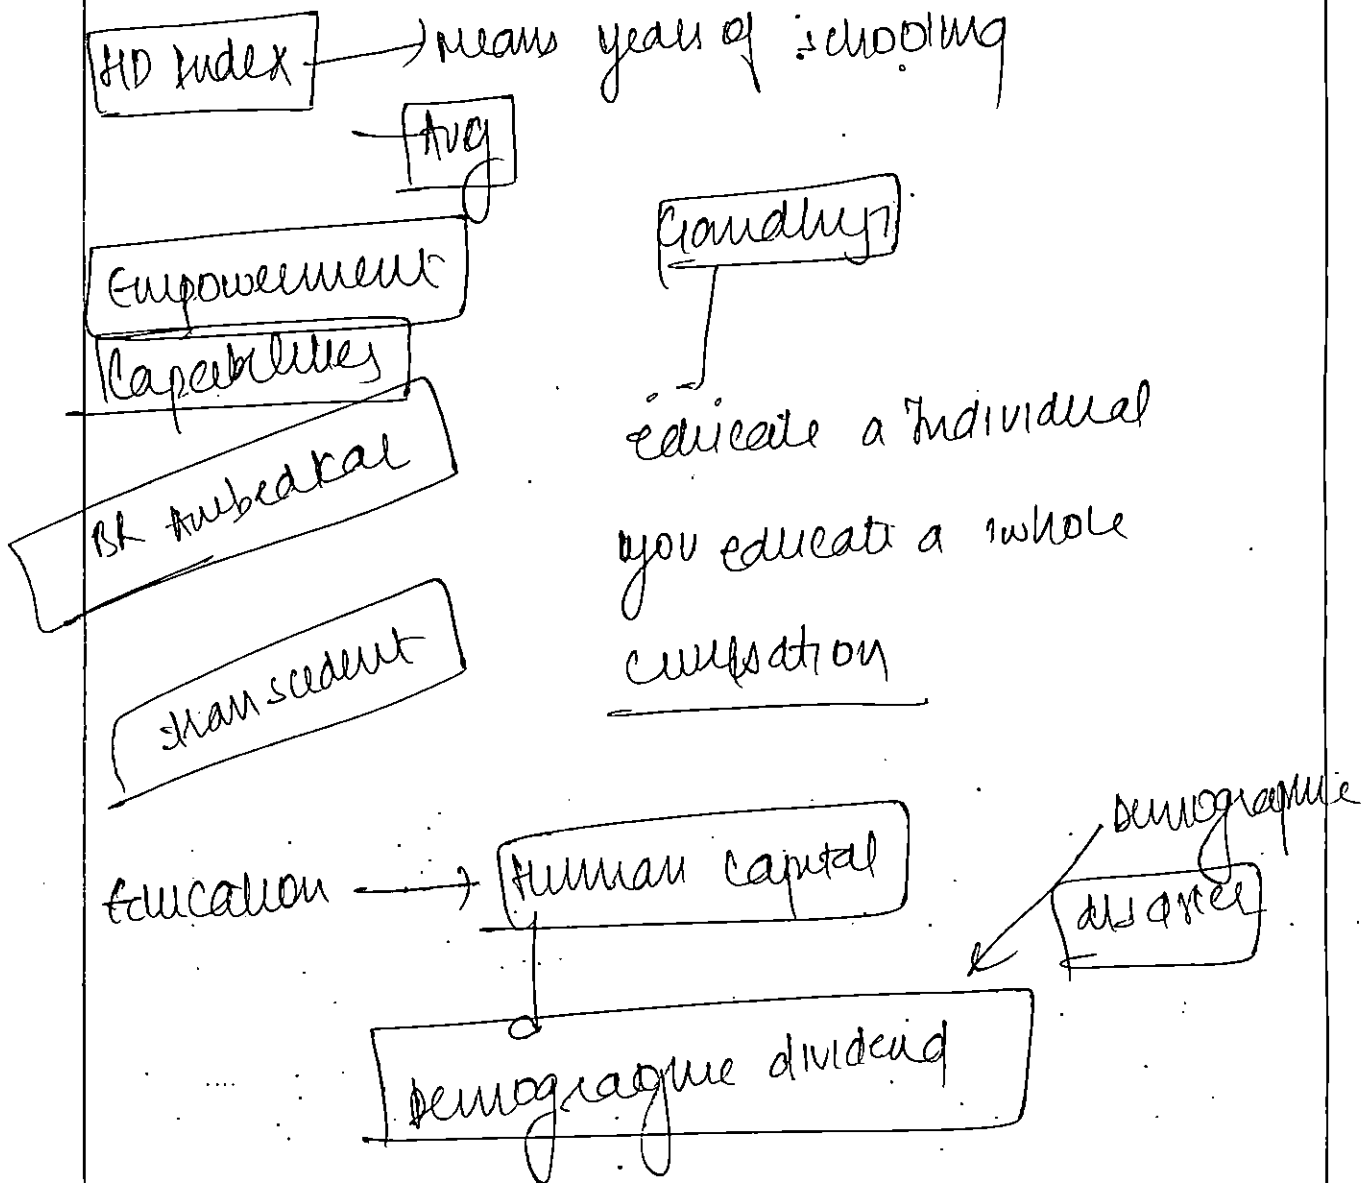 HD Index → Means years of schooling
Avg
Gandhiji
Empowerment
Capabilities
BR Ambedkar
educate a Individual
you educate a whole
civilisation
transcedent
Education → Human capital
Demographic
disaster
Demographic dividend